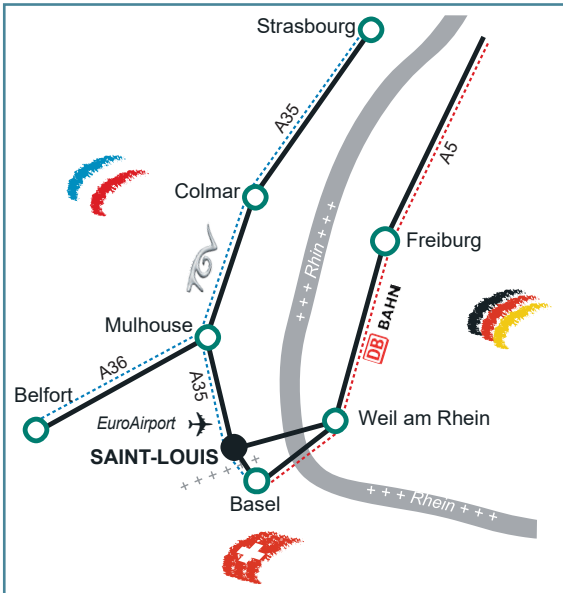 Strasbourg
A35
A5
Colmar
+ + + Rhin + + +
Freiburg
TGV
DB BAHN
Mulhouse
A36
A35
Belfort
EuroAirport
Weil am Rhein
SAINT-LOUIS
+ + + + + + + +
Basel
+ + + Rhein + + +